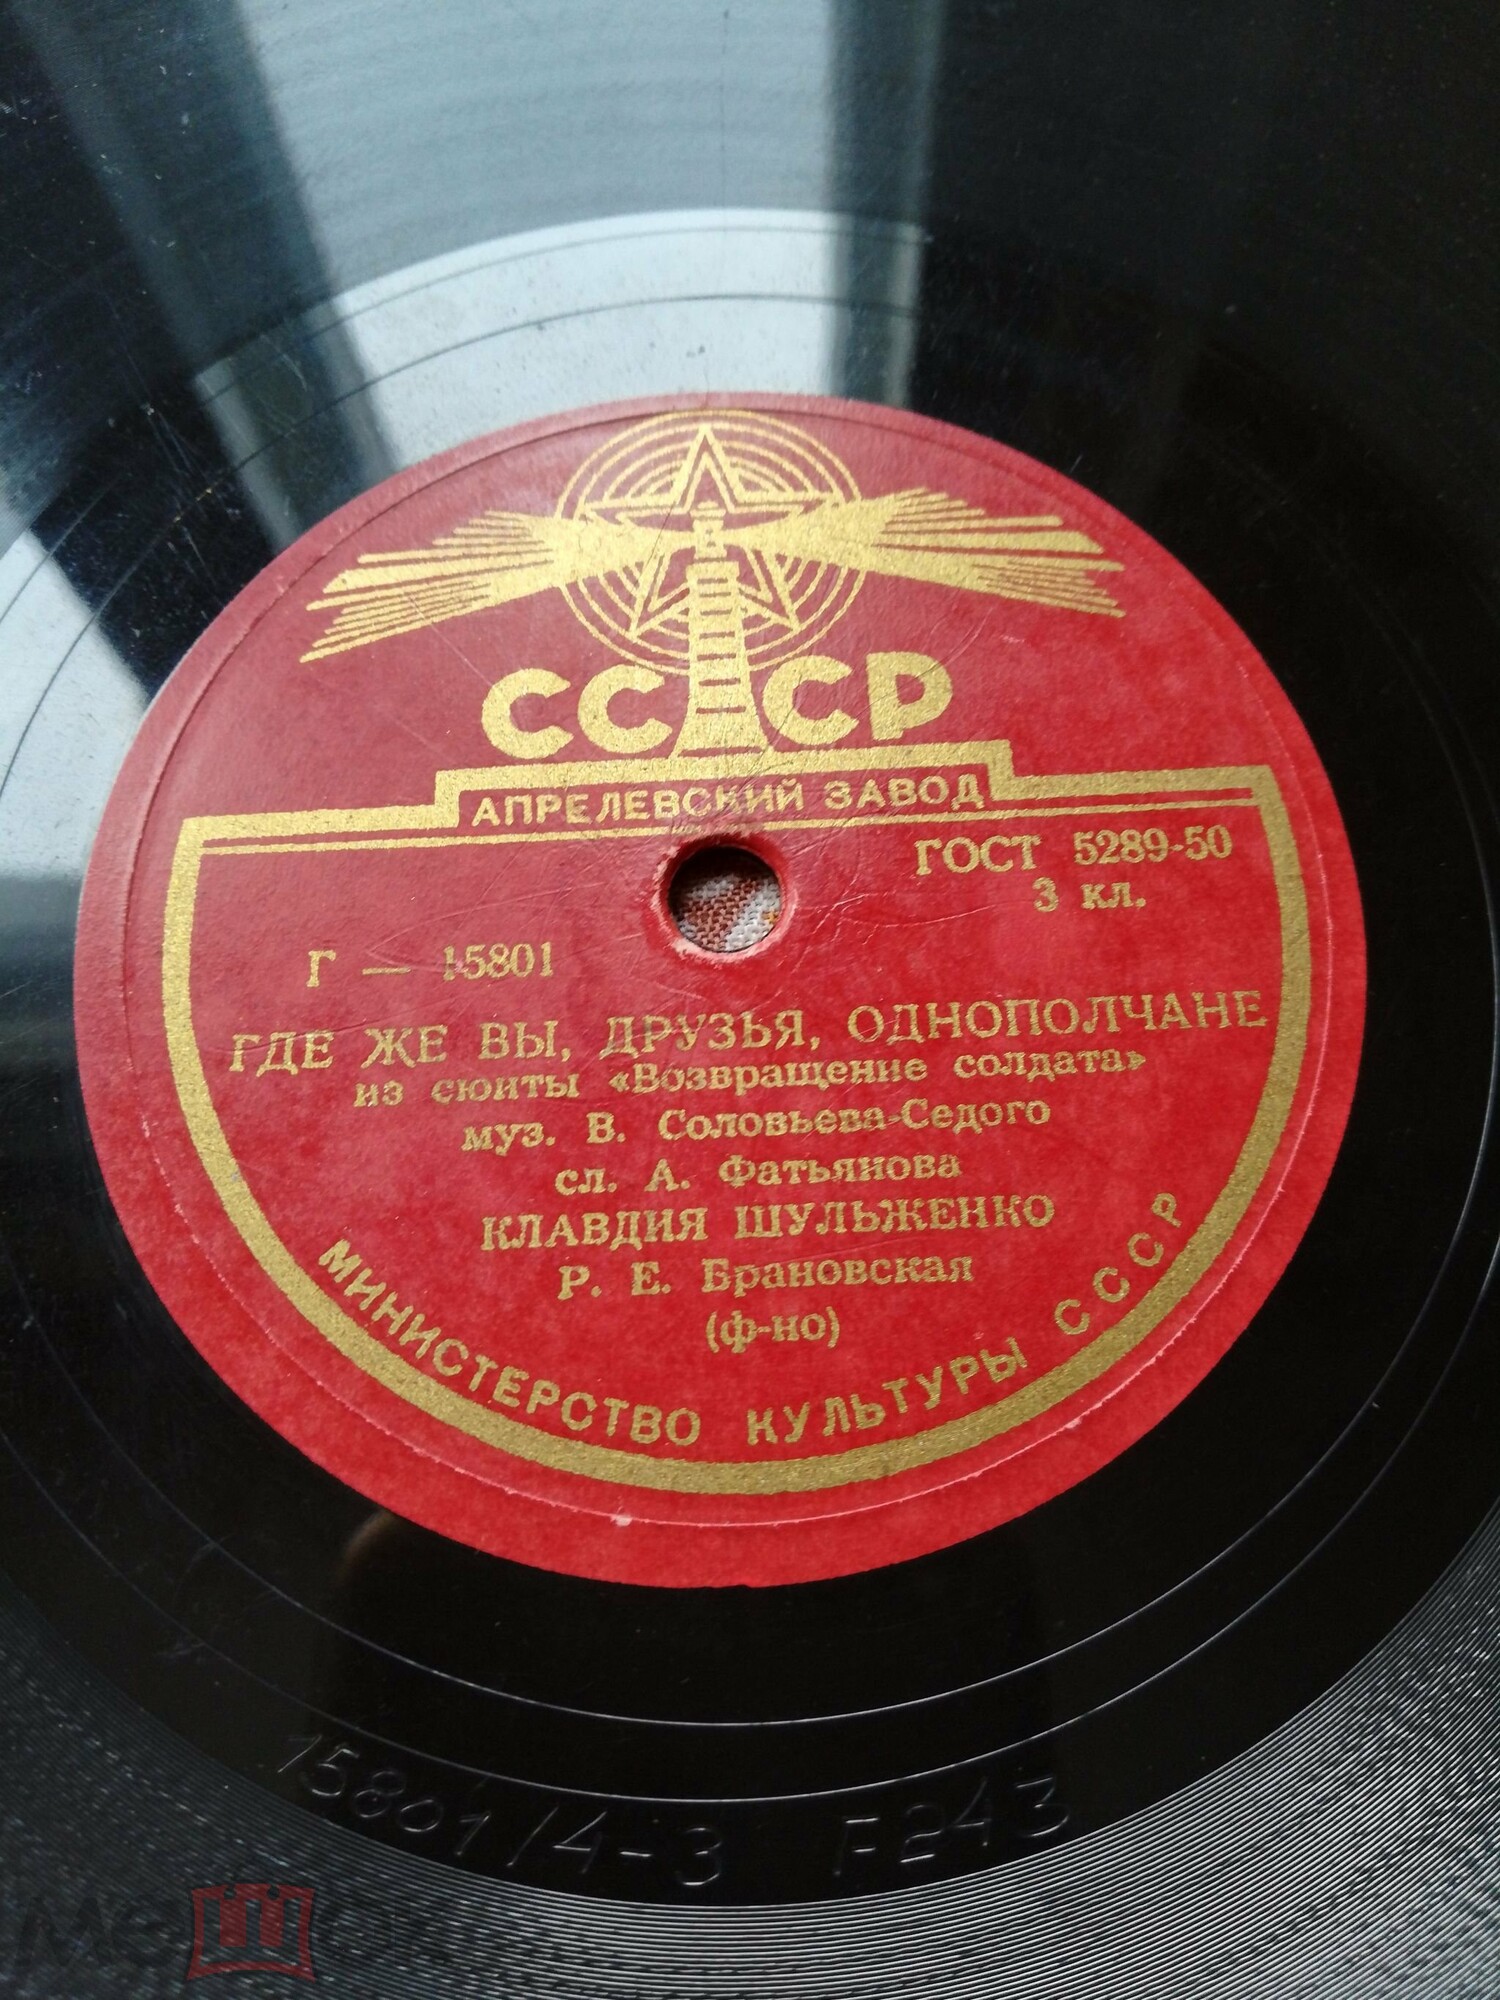 СССР
АПРЕЛЕВСКИЙ ЗАВОД
ГОСТ 5289-50
3 кл.
Г — 15801
ГДЕ ЖЕ ВЫ, ДРУЗЬЯ, ОДНОПОЛЧАНЕ
из сюиты «Возвращение солдата»
муз. В. Соловьева-Седого
сл. А. Фатьянова
КЛАВДИЯ ШУЛЬЖЕНКО
Р. Е. Брановская
(ф-но)
МИНИСТЕРСТВО КУЛЬТУРЫ СССР
15801/4-3 F243